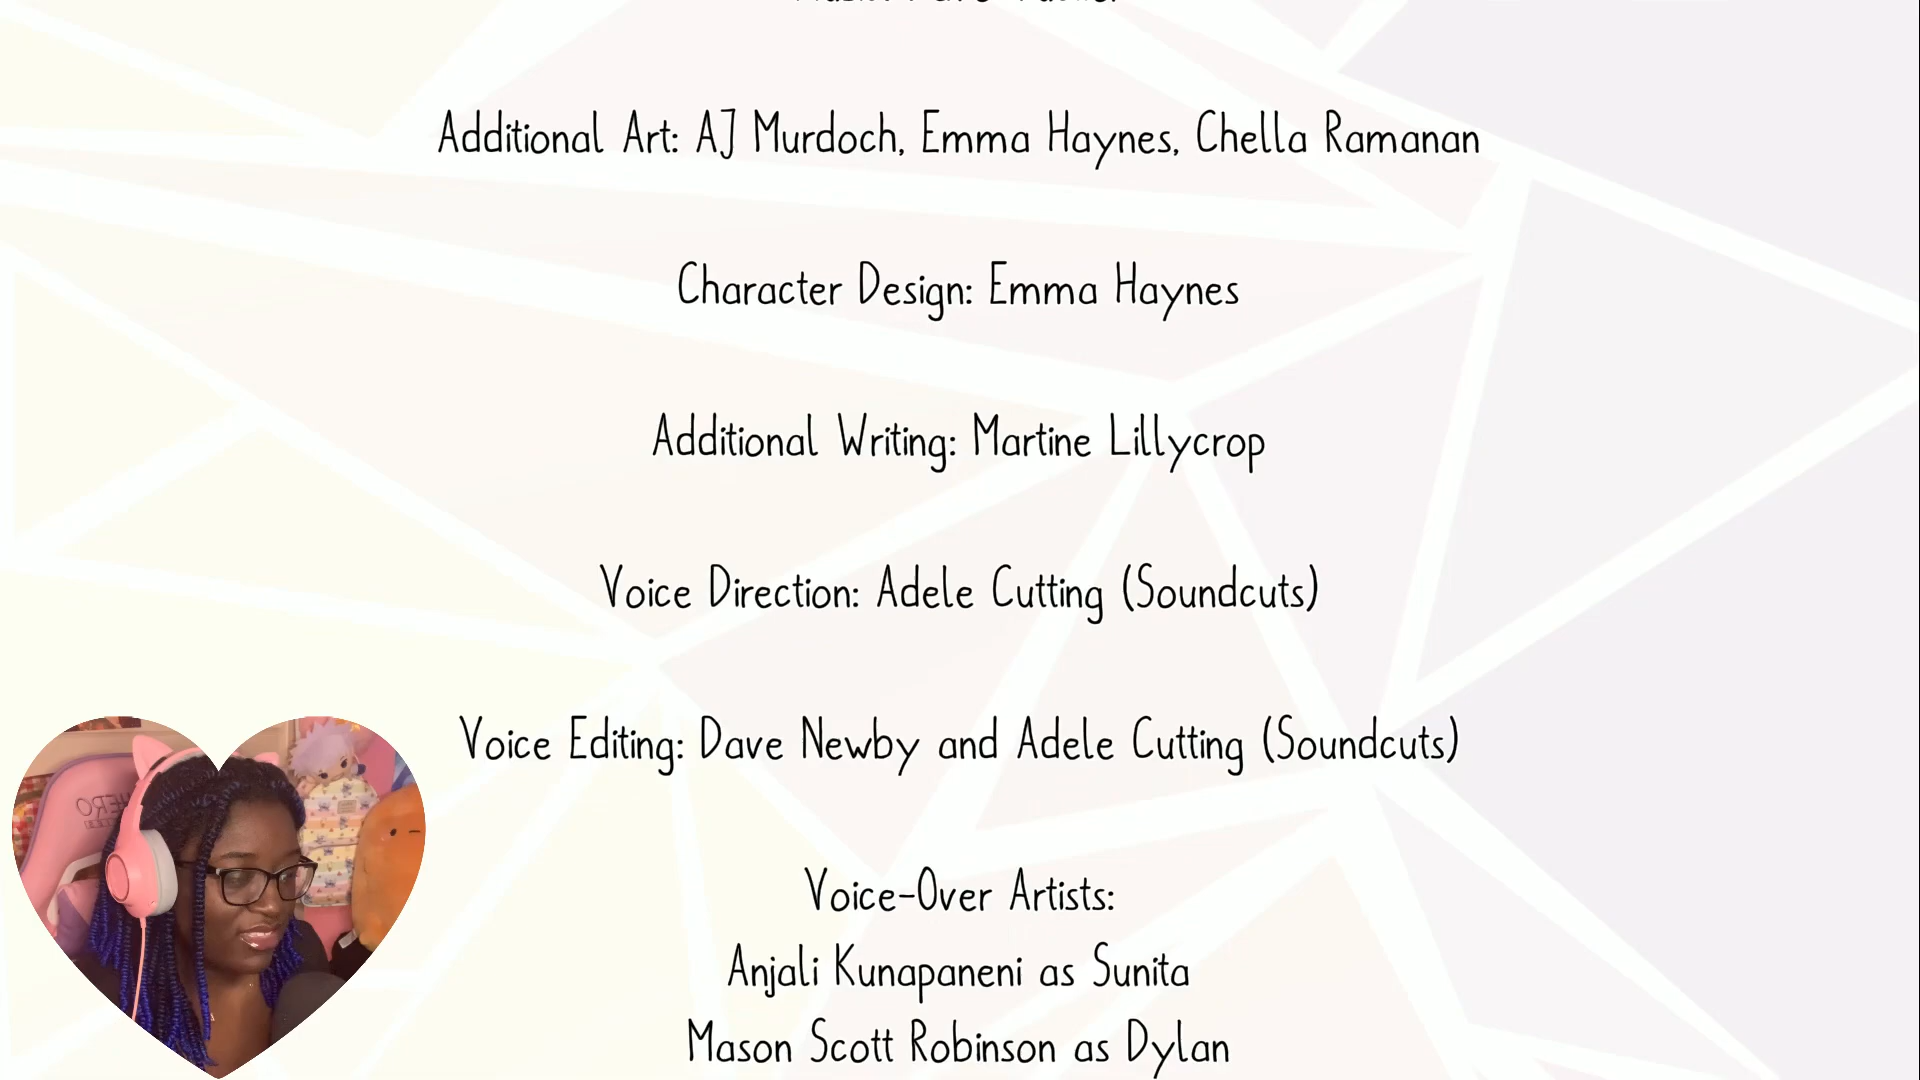 Additional Art: AJ Murdoch, Emma Haynes, Chella Ramanan
Character Design: Emma Haynes
Additional Writing: Martine Lillycrop
Voice Direction: Adele Cutting (Soundcuts)
Voice Editing: Dave Newby and Adele Cutting (Soundcuts)
Voice-Over Artists:
Anjali Kunapaneni as Sunita
Mason Scott Robinson as Dylan